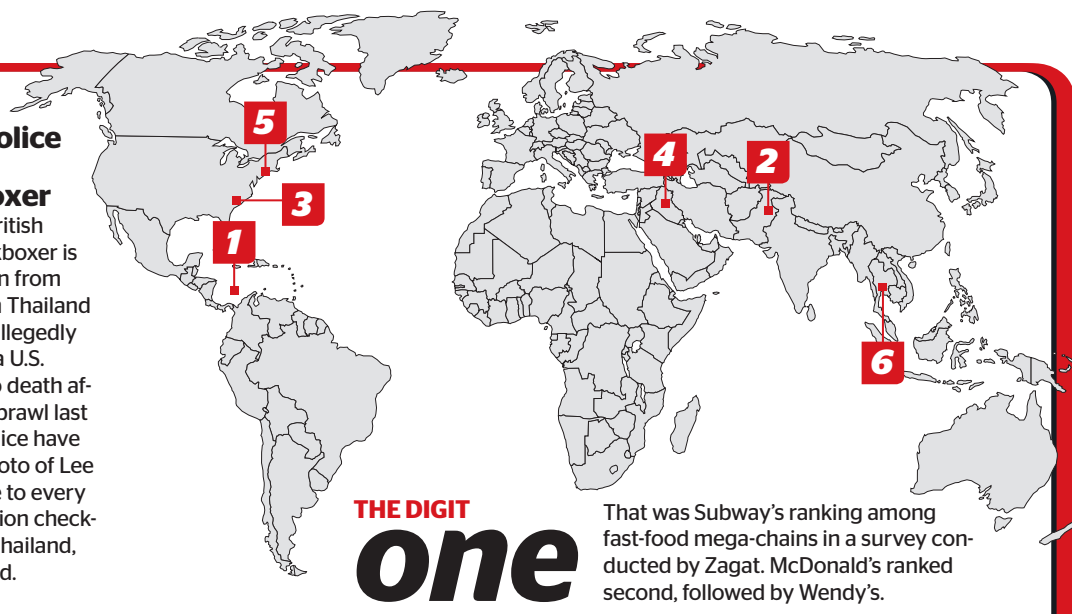 olice
oxer
ritish
kboxer is
n from
n Thailand
llegedly
a U.S.
o death af-
brawl last
lice have
oto of Lee
e to every
ion check-
hailand,
d.
5
4
2
3
1
6
THE DIGIT
one
That was Subway's ranking among
fast-food mega-chains in a survey con-
ducted by Zagat. McDonald's ranked
second, followed by Wendy's.